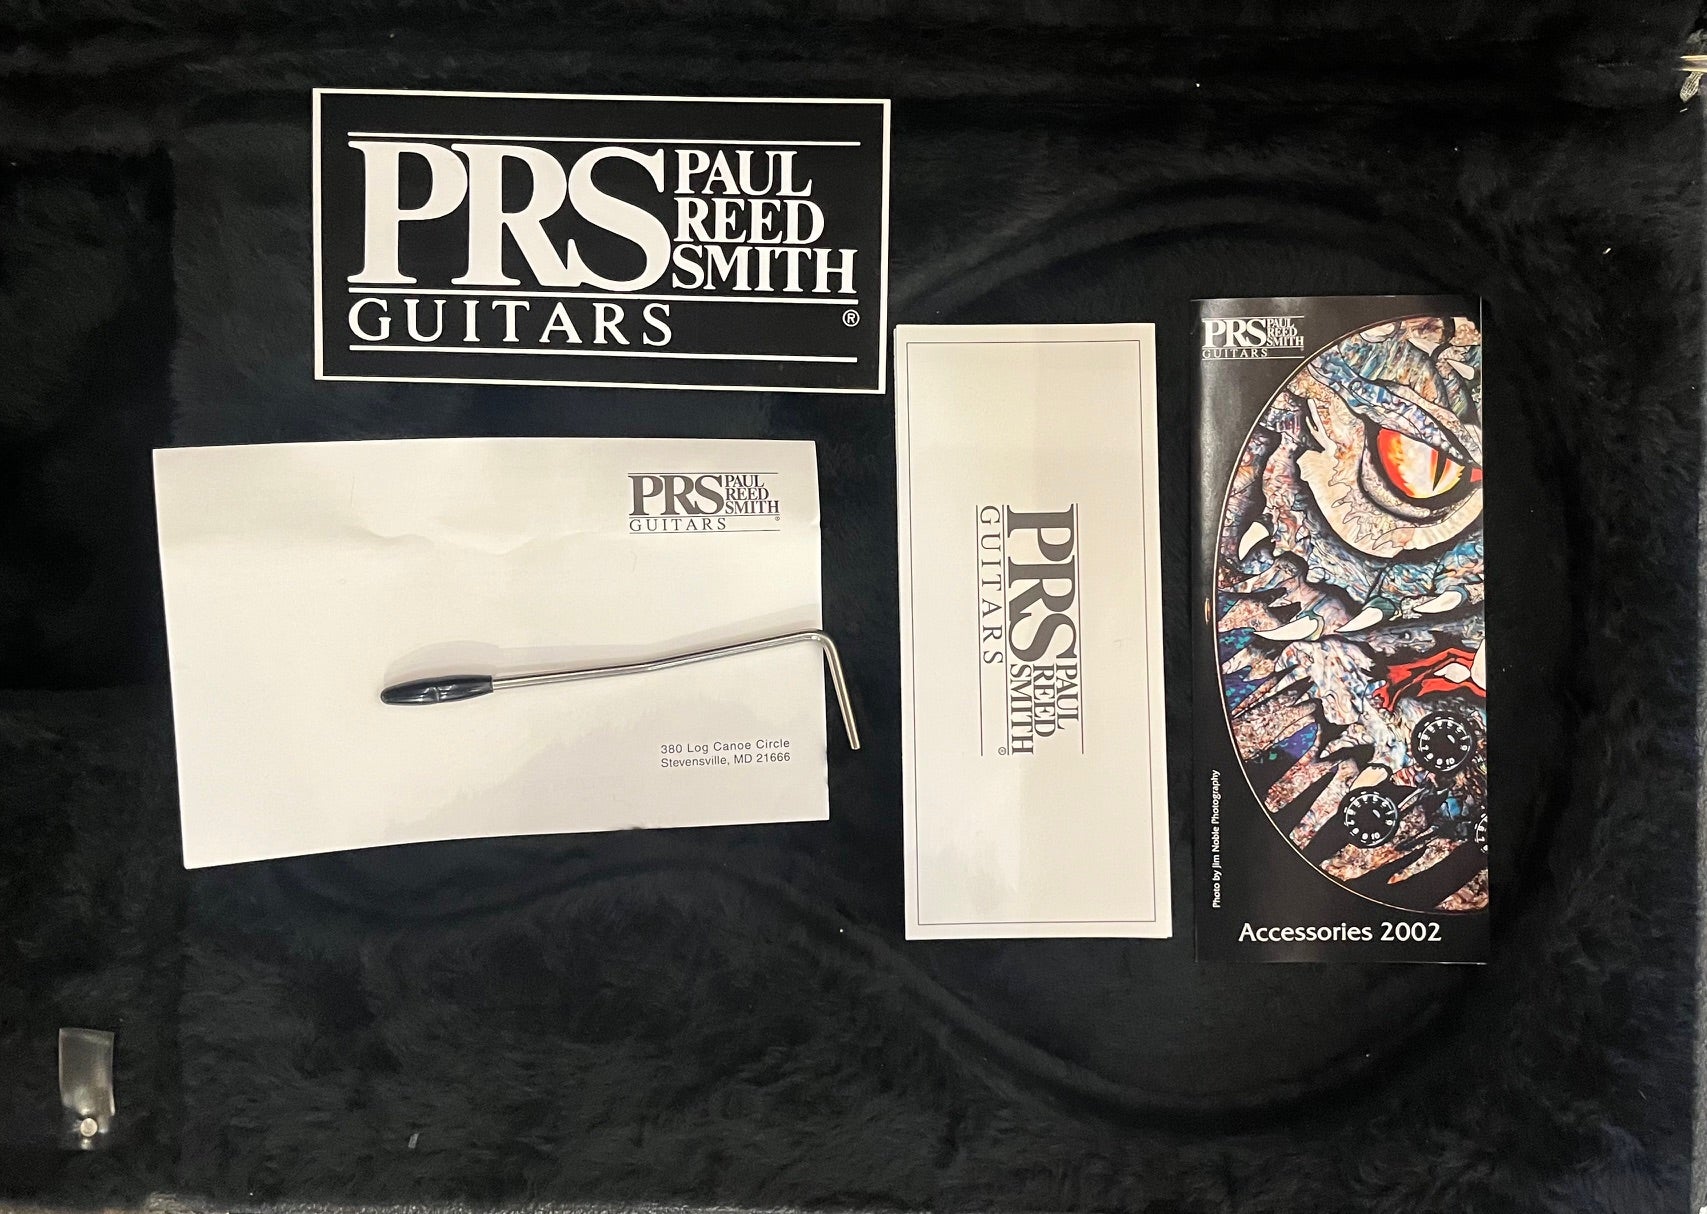 PRS PAUL
REED
SMITH
GUITARS ®
PRS PAUL
REED
SMITH
GUITARS ®
380 Log Canoe Circle
Stevensville, MD 21666
PRS PAUL
REED
SMITH
GUITARS ®
PRS PAUL
REED
SMITH
GUITARS
Photo by Jim Noble Photography
Accessories 2002